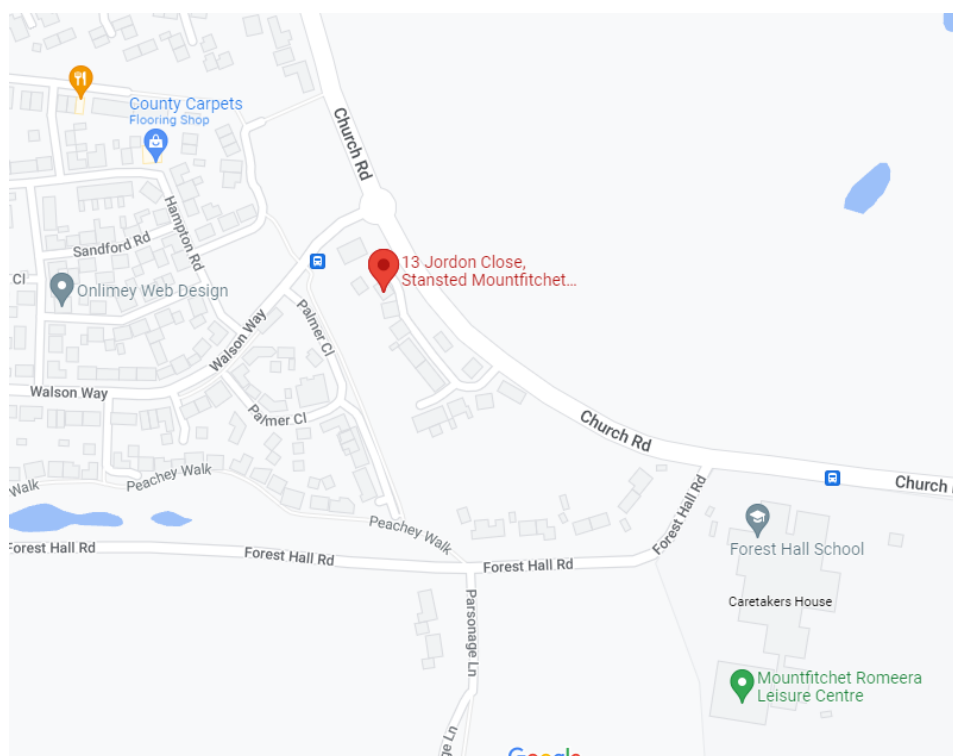 Church Rd
County Carpets
Flooring Shop
Hampton Rd
Sandford Rd
13 Jordon Close,
Stansted Mountfitchet...
Cl
Onlimey Web Design
Palmer Cl
Walson Way
Walson Way
Palmer Cl
Church Rd
Peachey Walk
Walk
Church
Forest Hall Rd
Peachey Walk
Forest Hall School
Forest Hall Rd
Forest Hall Rd
Forest Hall Rd
Caretakers House
Parsonage Ln
Mountfitchet Romeera
Leisure Centre
Ln
Google